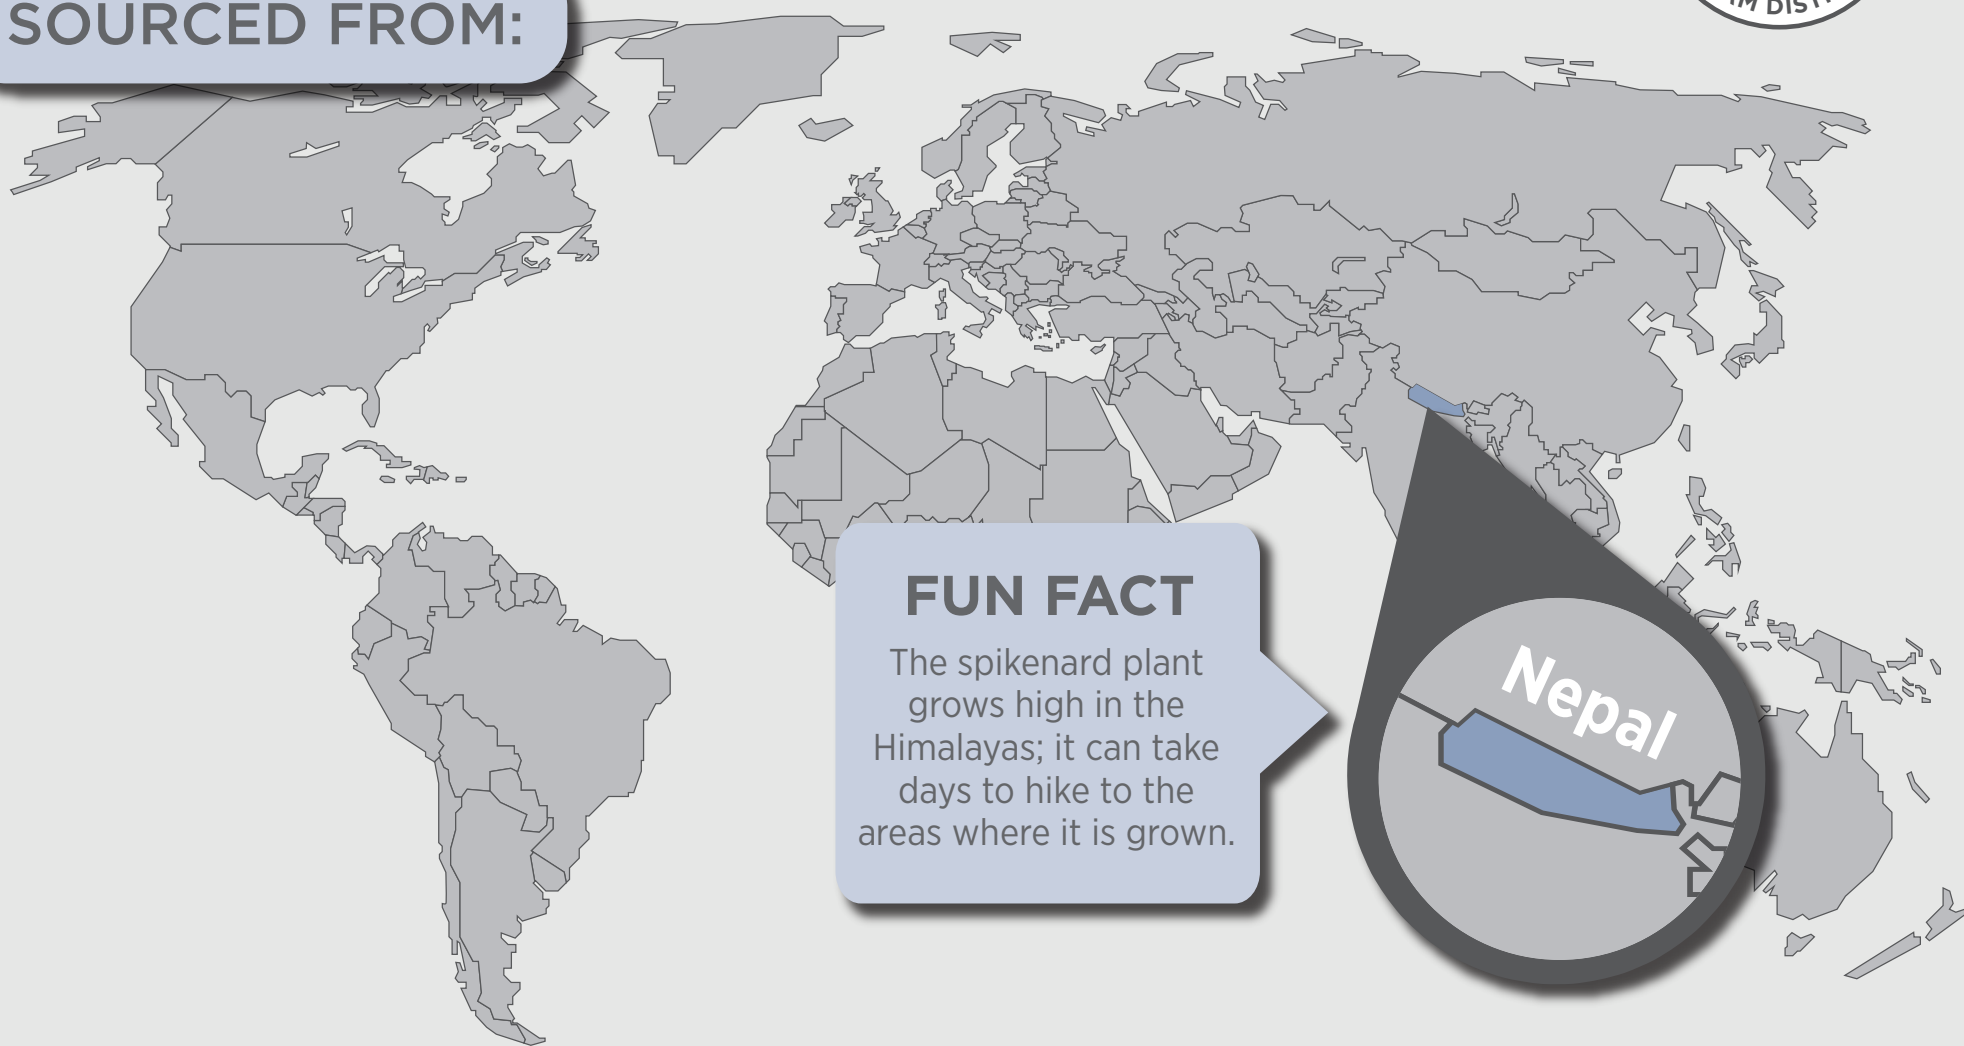 SOURCED FROM:
FUN FACT
The spikenard plant
grows high in the
Himalayas; it can take
days to hike to the
areas where it is grown.
Nepal